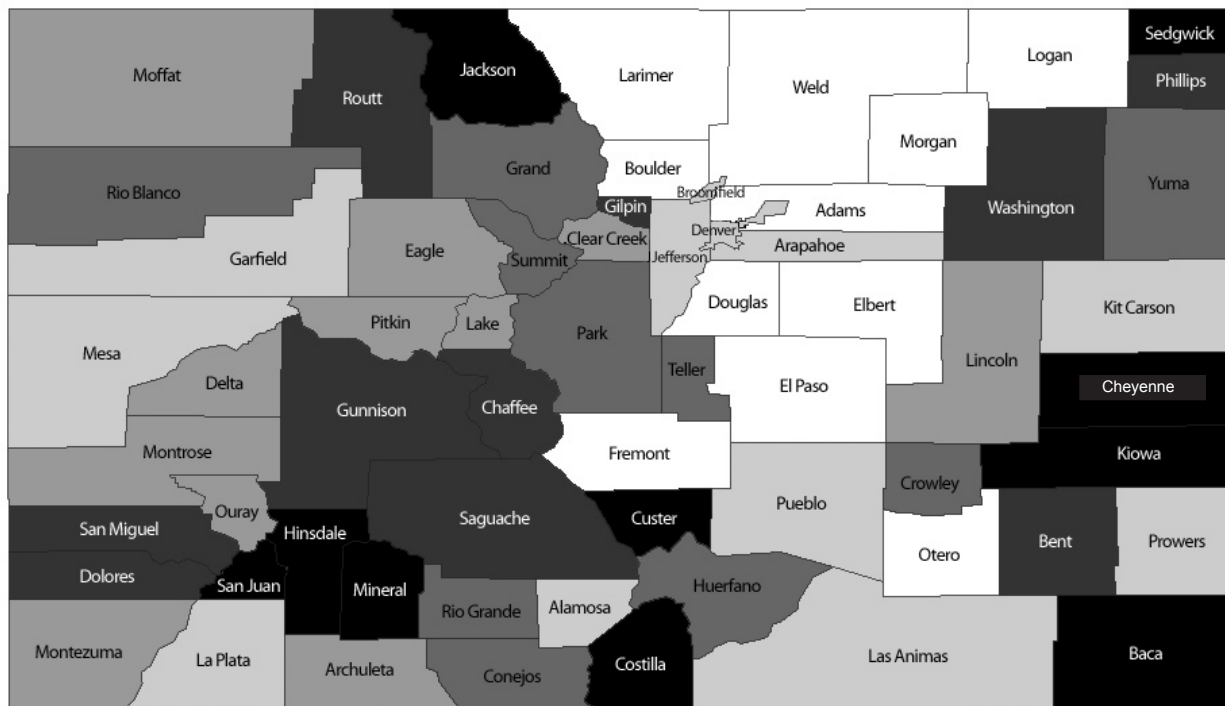 Sedgwick
Logan
Jackson
Larimer
Moffat
Phillips
Weld
Routt
Morgan
Grand
Boulder
Yuma
Rio Blanco
Broomfield
Gilpin
Washington
Adams
Denver
Clear Creek
Arapahoe
Eagle
Garfield
Summit
Jefferson
Douglas
Elbert
Kit Carson
Pitkin
Lake
Park
Mesa
Lincoln
Teller
Delta
El Paso
Cheyenne
Gunnison
Chaffee
Montrose
Fremont
Kiowa
Crowley
Pueblo
Ouray
Saguache
Custer
San Miguel
Hinsdale
Bent
Prowers
Otero
Dolores
San Juan
Mineral
Huerfano
Alamosa
Rio Grande
Montezuma
La Plata
Las Animas
Baca
Costilla
Archuleta
Conejos